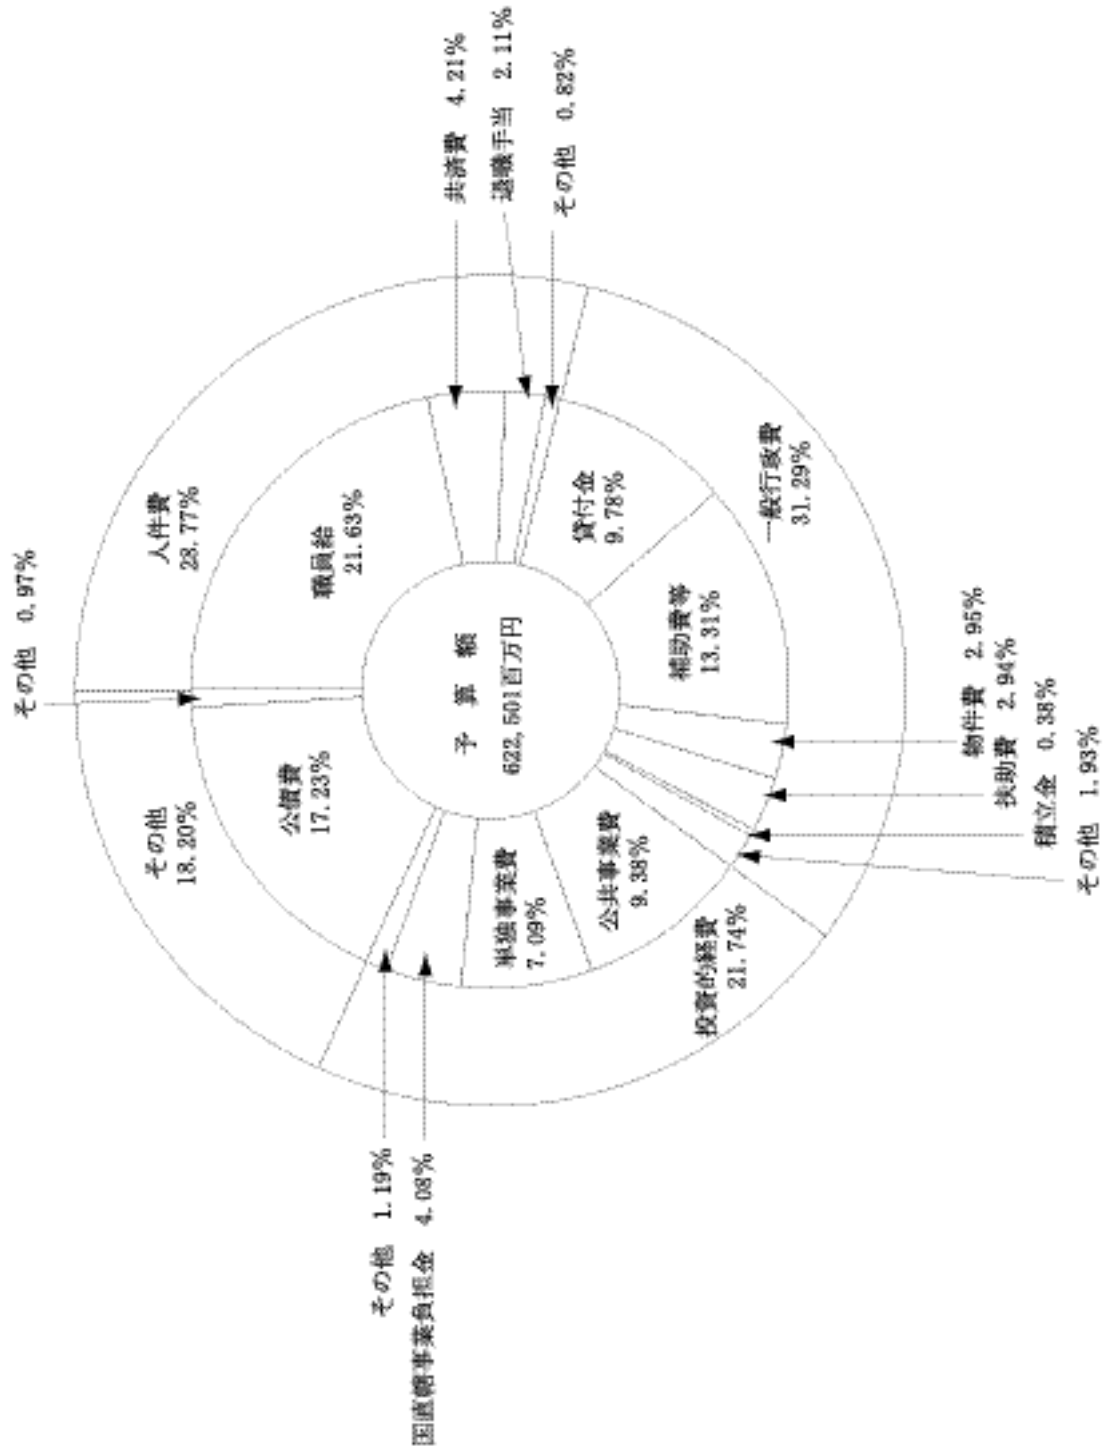 予 算 額
622,501百万円
人件費
28.77%
職員給
21.63%
共済費 4.21%
退職手当 2.11%
その他 0.82%
一般行政費
31.29%
貸付金
9.78%
補助費等
13.31%
物件費 2.95%
扶助費 2.94%
積立金 0.38%
その他 1.93%
投資的経費
21.74%
公共事業費
9.38%
単独事業費
7.09%
国直轄事業負担金 4.08%
その他 1.19%
その他
18.20%
公債費
17.23%
その他 0.97%